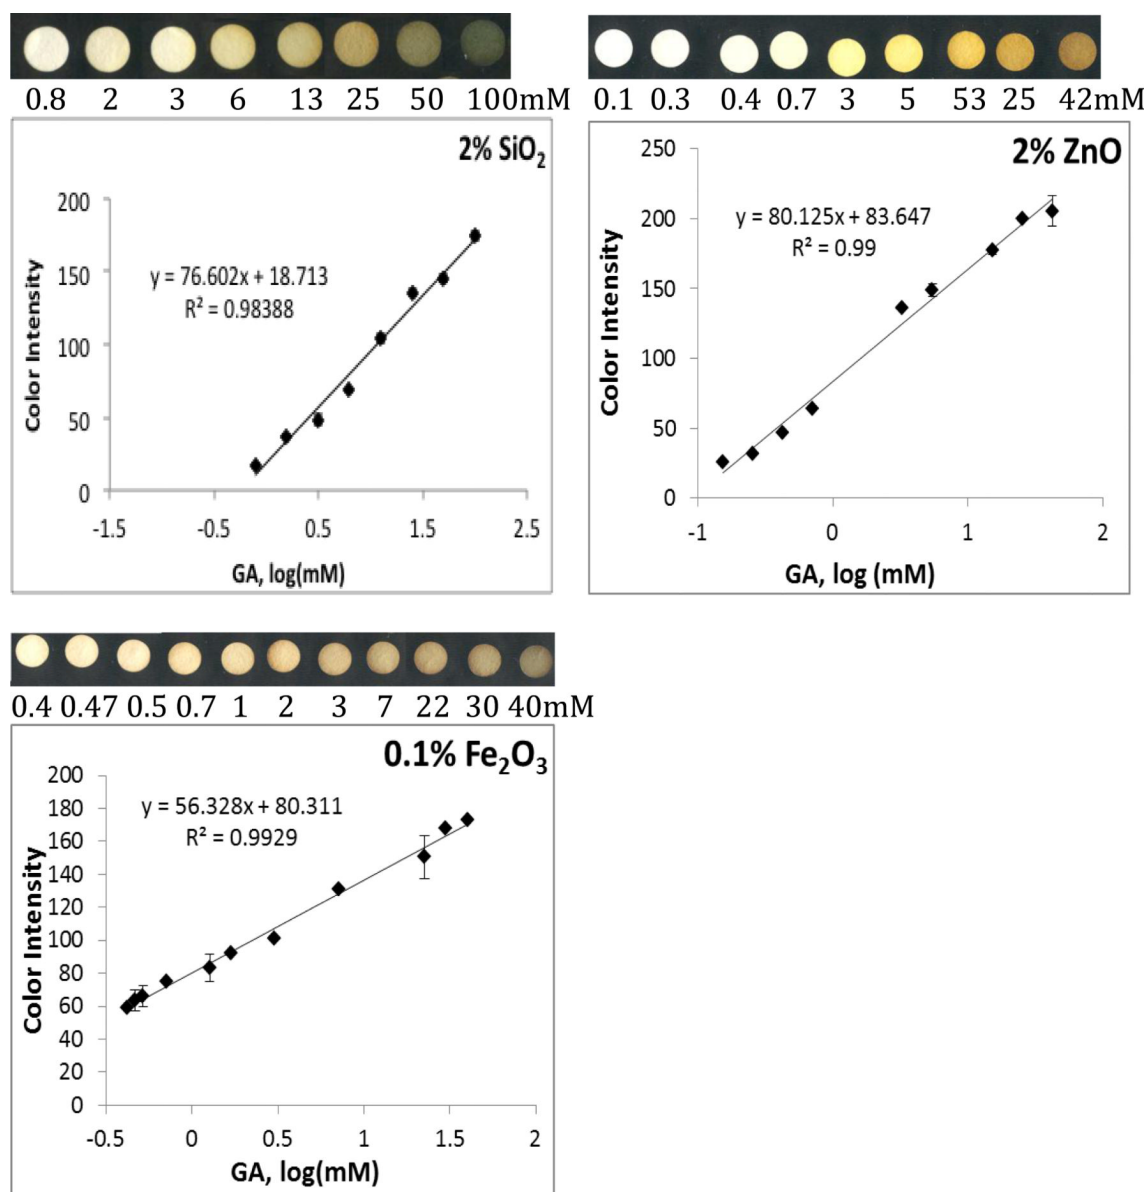 0.8 2 3 6 13 25 50 100mM
2% SiO₂
200
150
100
50
0
y = 76.602x + 18.713
R² = 0.98388
Color Intensity
-1.5 -0.5 0.5 1.5 2.5
GA, log(mM)
0.1 0.3 0.4 0.7 3 5 53 25 42mM
2% ZnO
250
200
150
100
50
0
y = 80.125x + 83.647
R² = 0.99
Color Intensity
-1 0 1 2
GA, log (mM)
0.4 0.47 0.5 0.7 1 2 3 7 22 30 40mM
0.1% Fe₂O₃
200
180
160
140
120
100
80
60
40
20
0
y = 56.328x + 80.311
R² = 0.9929
Color Intensity
-0.5 0 0.5 1 1.5 2
GA, log(mM)